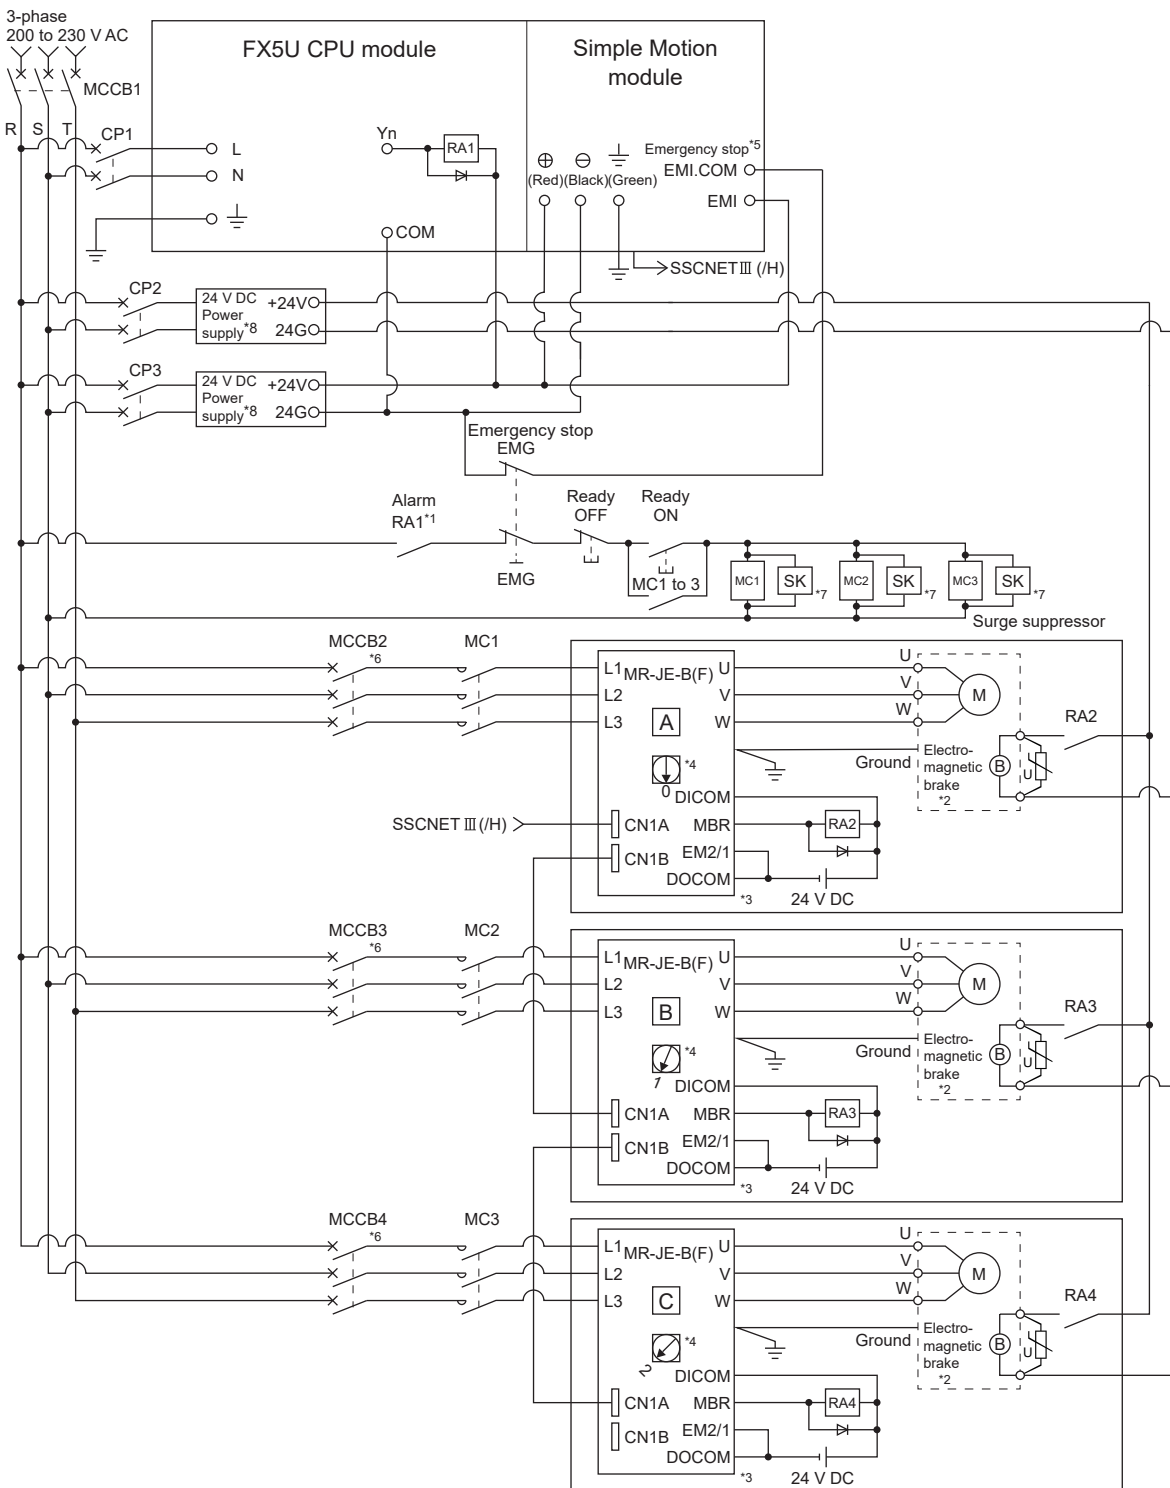 3-phase
200 to 230 V AC
MCCB1
R S T
FX5U CPU module
Simple Motion
module
CP1
L
N
Yn
RA1
COM
⊕ ⊖ ⏚
(Red)(Black)(Green)
Emergency stop*5
EMI.COM
EMI
SSCNETⅢ(/H)
CP2
24 V DC
Power
supply*8
+24V
24G
CP3
24 V DC
Power
supply*8
+24V
24G
Emergency stop
EMG
Alarm
RA1*1
EMG
Ready
OFF
Ready
ON
MC1 to 3
MC1 SK *7
MC2 SK *7
MC3 SK *7
Surge suppressor
MCCB2
*6
MC1
L1
L2
L3
MR-JE-B(F)
A
*4
0
U
V
W
U
V
W
M
Ground
Electro-
magnetic
brake
*2
B
U
RA2
SSCNETⅢ(/H)
CN1A
CN1B
DICOM
MBR
EM2/1
DOCOM
*3
RA2
24 V DC
MCCB3
*6
MC2
L1
L2
L3
MR-JE-B(F)
B
*4
1
U
V
W
U
V
W
M
Ground
Electro-
magnetic
brake
*2
B
U
RA3
CN1A
CN1B
DICOM
MBR
EM2/1
DOCOM
*3
RA3
24 V DC
MCCB4
*6
MC3
L1
L2
L3
MR-JE-B(F)
C
*4
2
U
V
W
U
V
W
M
Ground
Electro-
magnetic
brake
*2
B
U
RA4
CN1A
CN1B
DICOM
MBR
EM2/1
DOCOM
*3
RA4
24 V DC